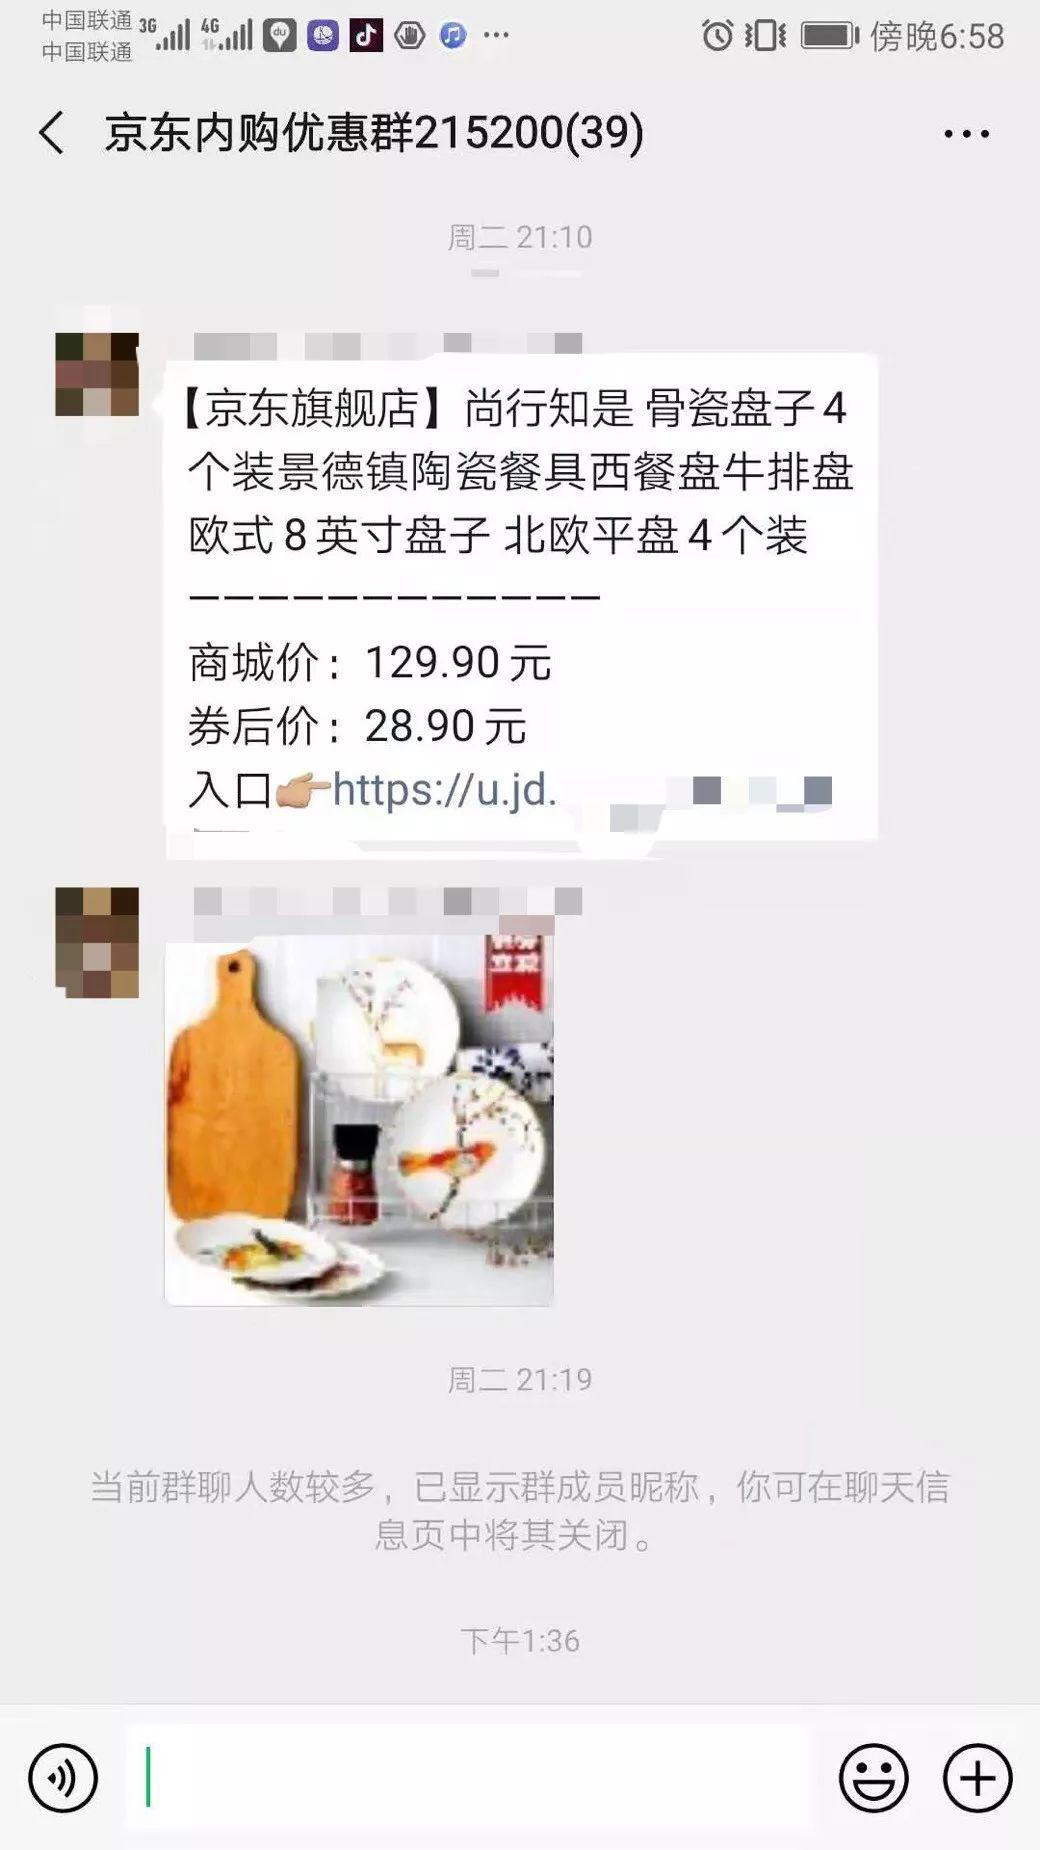 中国联通 3G 4G du 傍晚6:58
中国联通
京东内购优惠群215200(39)
周二 21:10
【京东旗舰店】尚行知是 骨瓷盘子4
个装景德镇陶瓷餐具西餐盘牛排盘
欧式8英寸盘子 北欧平盘4个装
————————————
商城价：129.90元
券后价：28.90元
入口👉https://u.jd.
立减
周二 21:19
当前群聊人数较多，已显示群成员昵称，你可在聊天信
息页中将其关闭。
下午1:36